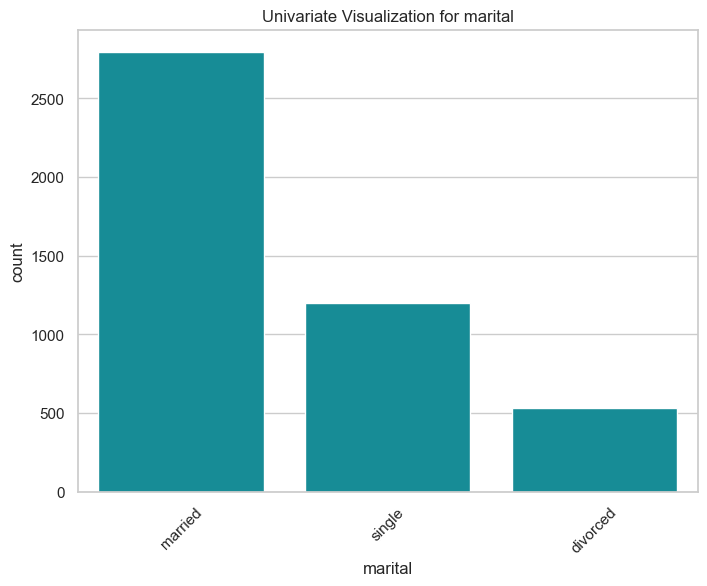 Univariate Visualization for marital
2500
2000
1500
1000
500
0
count
married
single
divorced
marital